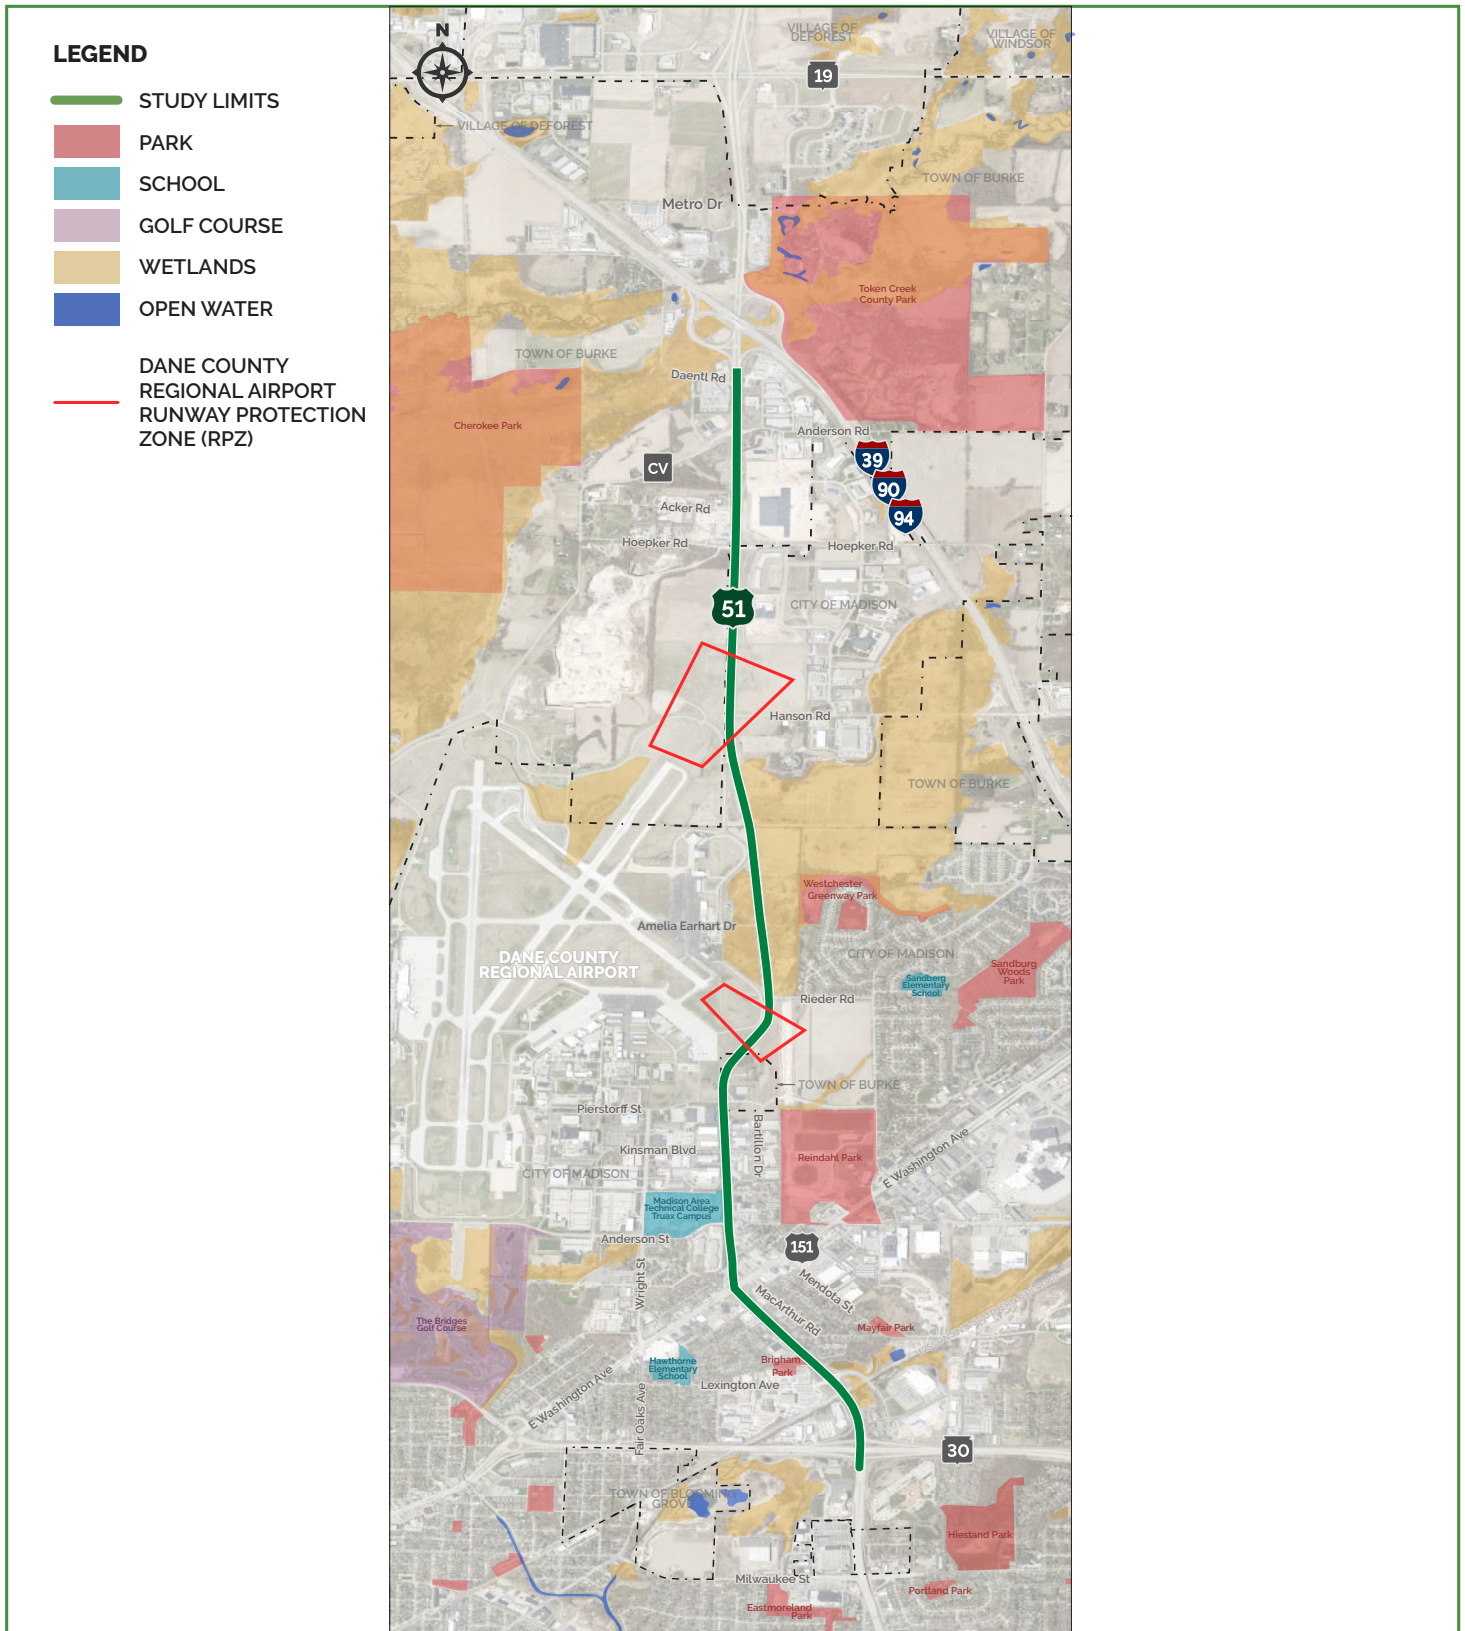 LEGEND
STUDY LIMITS
PARK
SCHOOL
GOLF COURSE
WETLANDS
OPEN WATER
DANE COUNTY
REGIONAL AIRPORT
RUNWAY PROTECTION
ZONE (RPZ)
N
VILLAGE OF
DEFOREST
VILLAGE OF
WINDSOR
19
VILLAGE OF DEFOREST
TOWN OF BURKE
Metro Dr
Token Creek
County Park
TOWN OF BURKE
Daentl Rd
Cherokee Park
Anderson Rd
39
90
94
CV
Acker Rd
Hoepker Rd
Hoepker Rd
CITY OF MADISON
51
Hanson Rd
TOWN OF BURKE
Westchester
Greenway Park
Amelia Earhart Dr
CITY OF MADISON
DANE COUNTY
REGIONAL AIRPORT
Sandburg
Woods
Park
Sandberg
Elementary
School
Rieder Rd
TOWN OF BURKE
Pierstorff St
Bartillon Dr
Kinsman Blvd
Reindahl Park
E Washington Ave
CITY OF MADISON
Madison Area
Technical College
Truax Campus
Anderson St
151
Wright St
Mendota St
MacArthur Rd
The Bridges
Golf Course
Mayfair Park
Hawthorne
Elementary
School
Brigham
Park
Lexington Ave
E Washington Ave
Fair Oaks Ave
30
TOWN OF BLOOMING
GROVE
Hiestand Park
Milwaukee St
Portland Park
Eastmoreland
Park